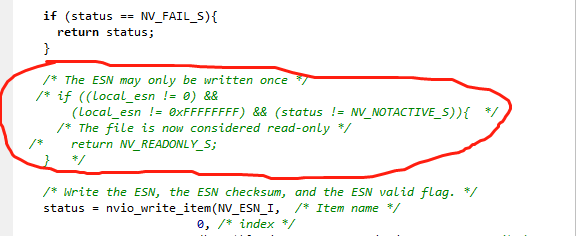 if (status == NV_FAIL_S){
return status;
}
/* The ESN may only be written once */
/* if ((local_esn != 0) &&
(local_esn != 0xFFFFFFFF) && (status != NV_NOTACTIVE_S)){ */
/* The file is now considered read-only */
/* return NV_READONLY_S;
} */
/* Write the ESN, the ESN checksum, and the ESN valid flag. */
status = nvio_write_item(NV_ESN_I, /* Item name */
0, /* index */